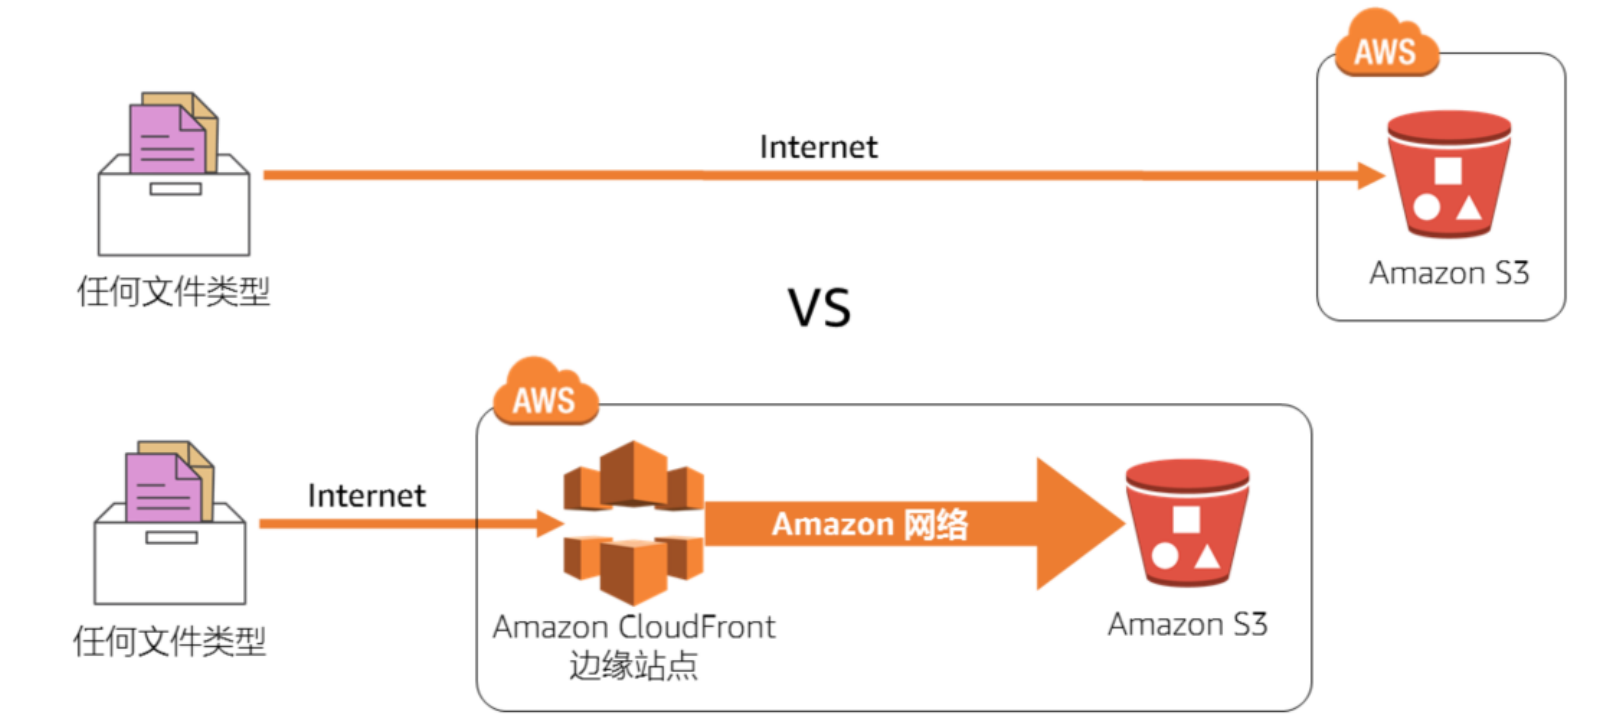 AWS
Internet
Amazon S3
任何文件类型
VS
AWS
Internet
Amazon 网络
Amazon CloudFront
边缘站点
Amazon S3
任何文件类型